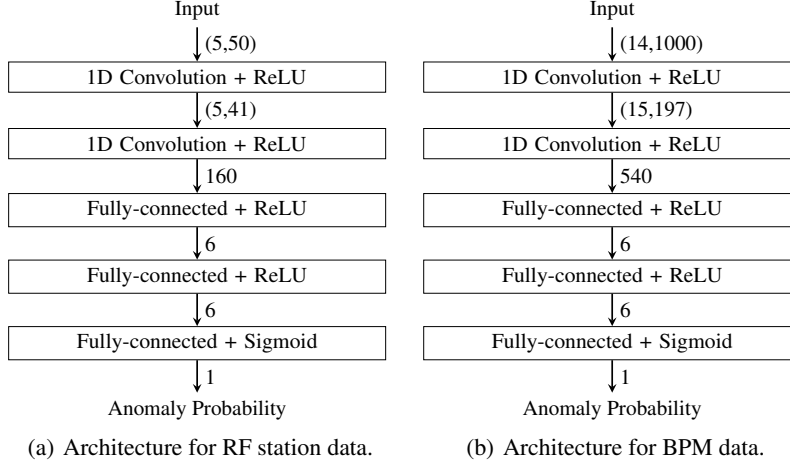 Input
(5,50)
1D Convolution + ReLU
(5,41)
1D Convolution + ReLU
160
Fully-connected + ReLU
6
Fully-connected + ReLU
6
Fully-connected + Sigmoid
1
Anomaly Probability
(a) Architecture for RF station data.
Input
(14,1000)
1D Convolution + ReLU
(15,197)
1D Convolution + ReLU
540
Fully-connected + ReLU
6
Fully-connected + ReLU
6
Fully-connected + Sigmoid
1
Anomaly Probability
(b) Architecture for BPM data.